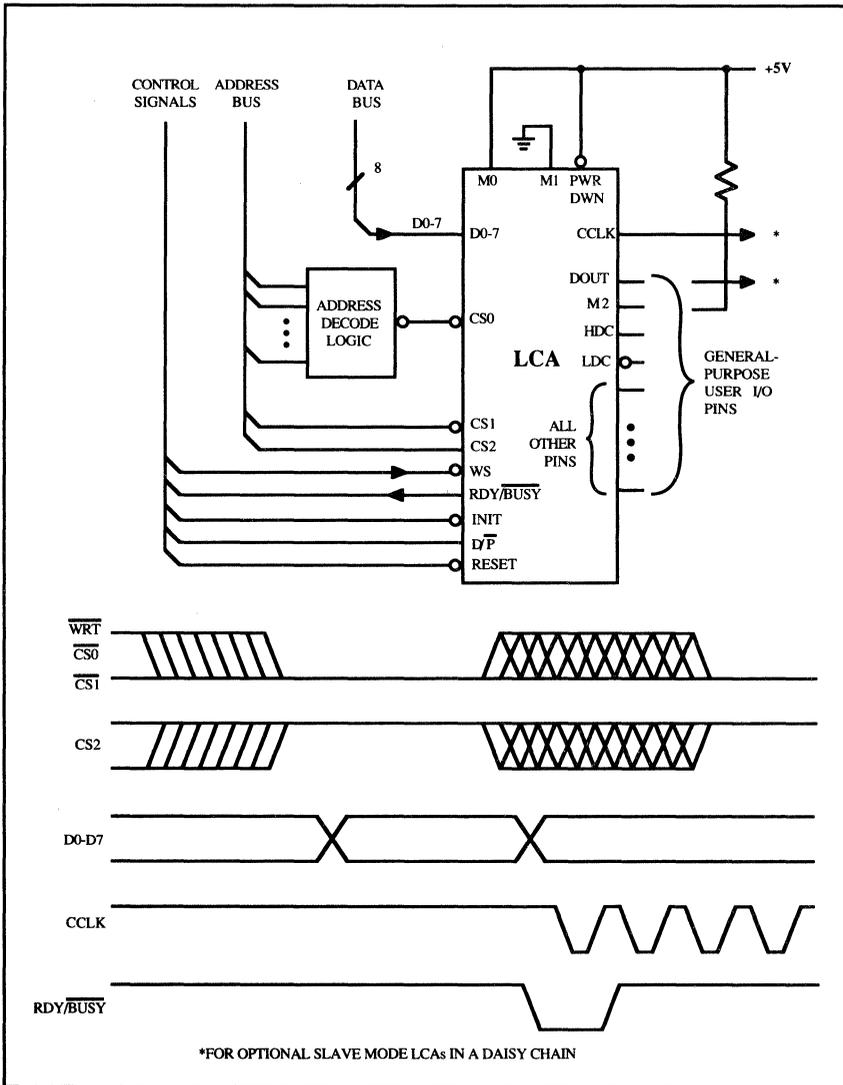 +5V
CONTROL SIGNALS
ADDRESS BUS
DATA BUS
8
M0
M1
PWR DWN
D0-7
D0-7
CCLK
*
DOUT
*
M2
ADDRESS DECODE LOGIC
CS0
HDC
LCA
LDC
GENERAL-PURPOSE USER I/O PINS
CS1
ALL OTHER PINS
CS2
WS
RDY/BUSY
INIT
D/P
RESET
WRT
CS0
CS1
CS2
D0-D7
CCLK
RDY/BUSY
*FOR OPTIONAL SLAVE MODE LCAs IN A DAISY CHAIN